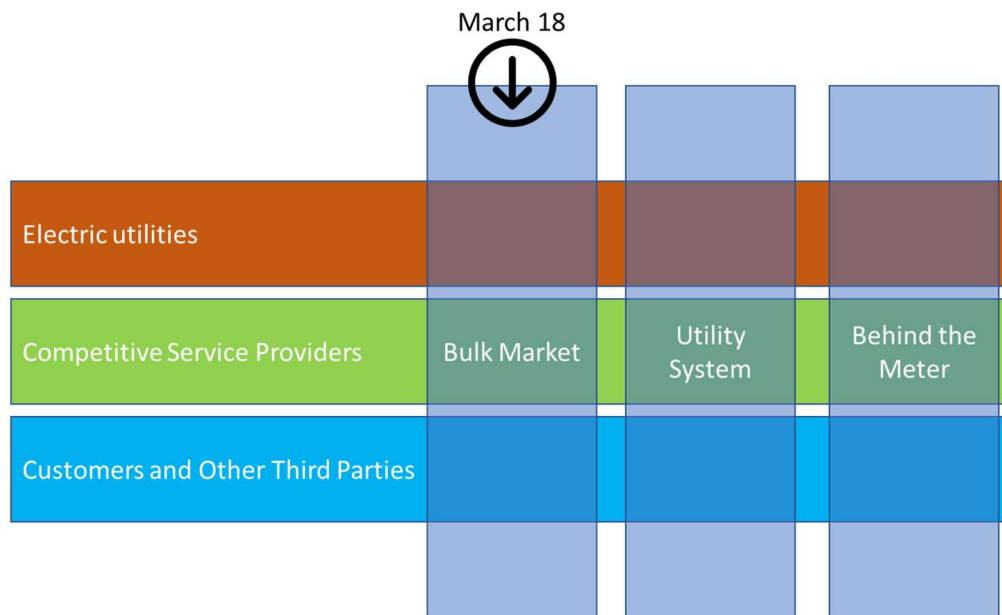 March 18
Electric utilities
Competitive Service Providers
Bulk Market
Utility
System
Behind the
Meter
Customers and Other Third Parties